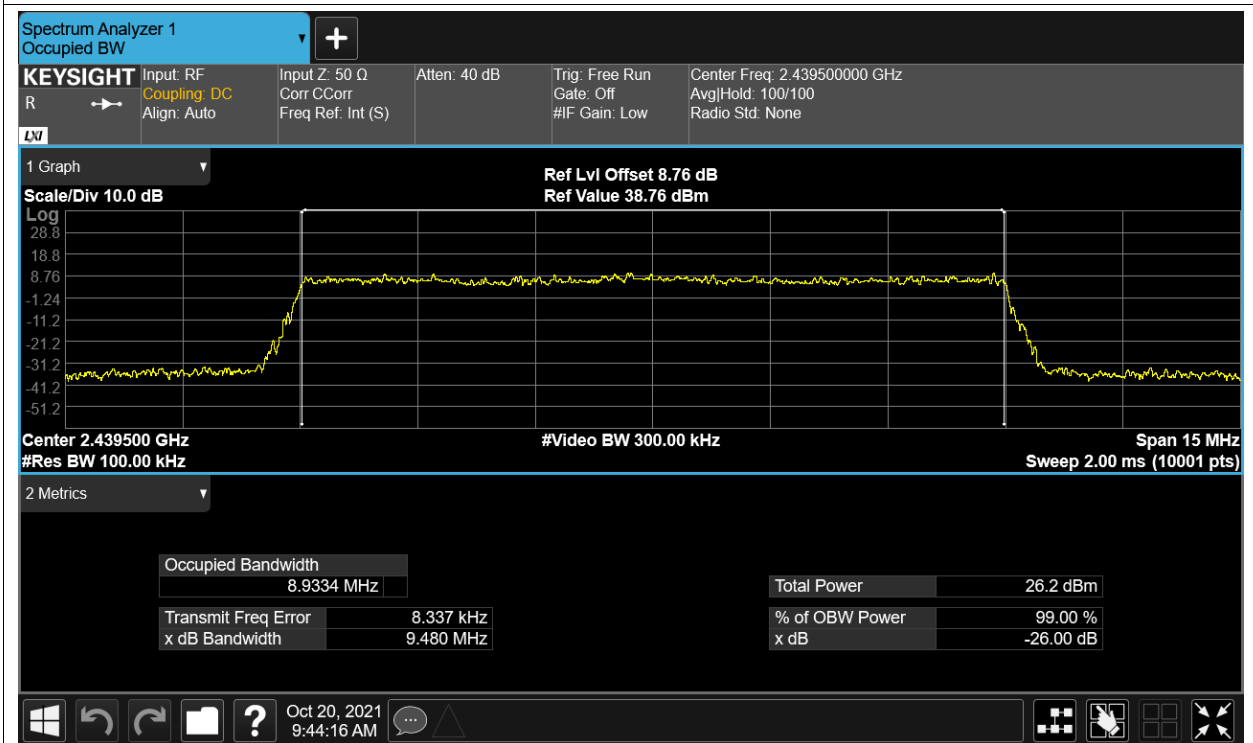 Spectrum Analyzer 1
Occupied BW
KEYSIGHT
R
LXI
Input: RF
Coupling: DC
Align: Auto
Input Z: 50 Ω
Corr CCorr
Freq Ref: Int (S)
Atten: 40 dB
Trig: Free Run
Gate: Off
#IF Gain: Low
Center Freq: 2.439500000 GHz
Avg|Hold: 100/100
Radio Std: None
1 Graph
Scale/Div 10.0 dB
Ref Lvl Offset 8.76 dB
Ref Value 38.76 dBm
Log
28.8
18.8
8.76
-1.24
-11.2
-21.2
-31.2
-41.2
-51.2
Center 2.439500 GHz
#Video BW 300.00 kHz
Span 15 MHz
#Res BW 100.00 kHz
Sweep 2.00 ms (10001 pts)
2 Metrics
Occupied Bandwidth
8.9334 MHz
Transmit Freq Error 8.337 kHz
x dB Bandwidth 9.480 MHz
Total Power 26.2 dBm
% of OBW Power 99.00 %
x dB -26.00 dB
?
Oct 20, 2021
9:44:16 AM